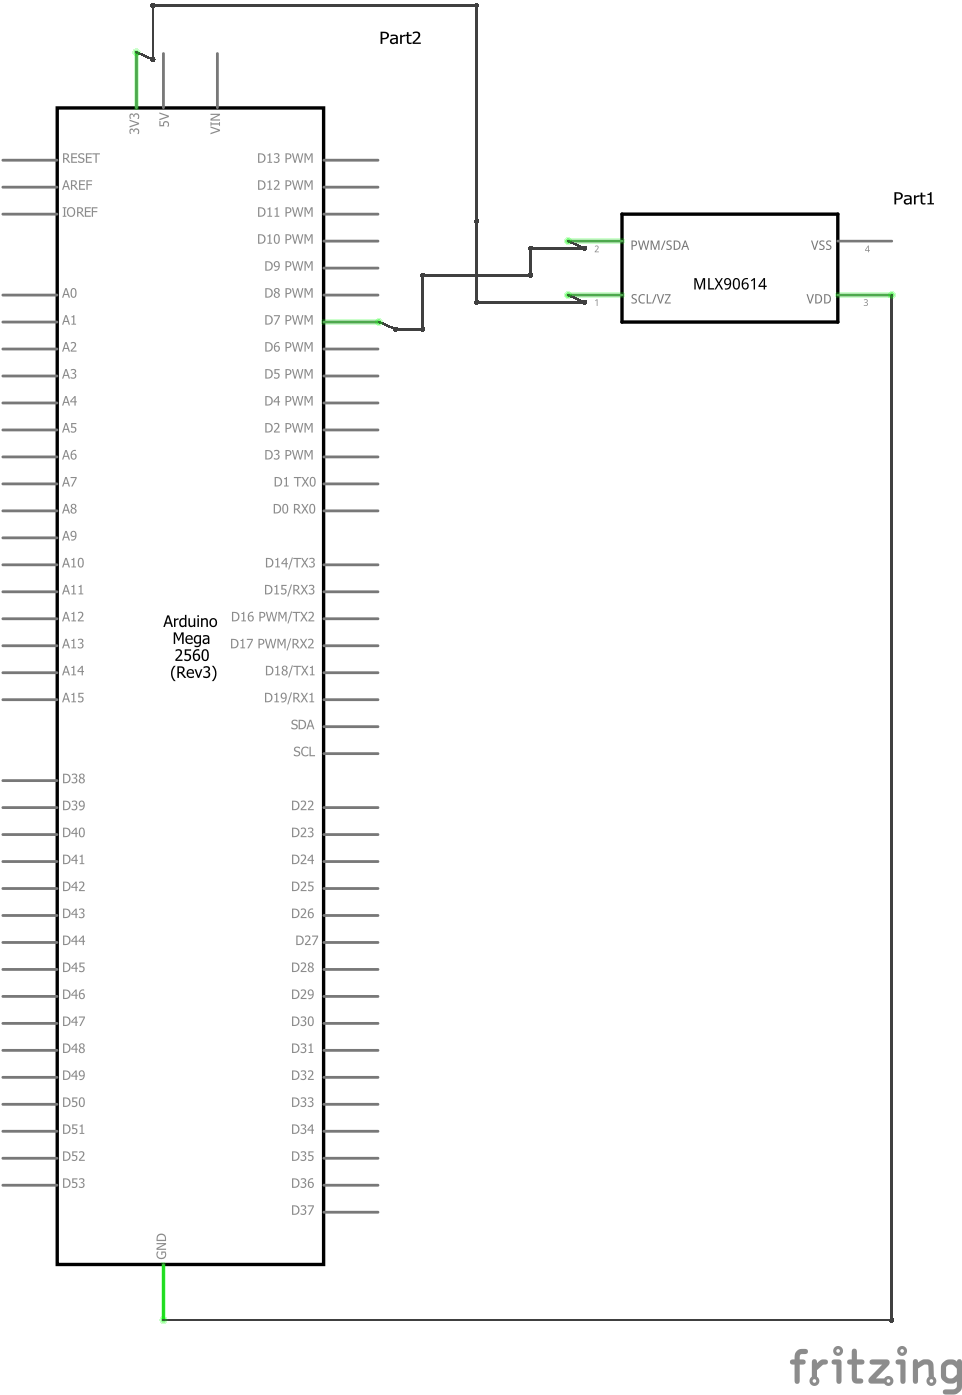 Part2
3V3
5V
VIN
RESET
D13 PWM
AREF
D12 PWM
Part1
IOREF
D11 PWM
D10 PWM
2
PWM/SDA
VSS
4
D9 PWM
MLX90614
A0
D8 PWM
1
SCL/VZ
VDD
3
A1
D7 PWM
A2
D6 PWM
A3
D5 PWM
A4
D4 PWM
A5
D2 PWM
A6
D3 PWM
A7
D1 TX0
A8
D0 RX0
A9
A10
D14/TX3
A11
D15/RX3
A12
D16 PWM/TX2
Arduino
Mega
2560
(Rev3)
A13
D17 PWM/RX2
A14
D18/TX1
A15
D19/RX1
SDA
SCL
D38
D39
D22
D40
D23
D41
D24
D42
D25
D43
D26
D44
D27
D45
D28
D46
D29
D47
D30
D48
D31
D49
D32
D50
D33
D51
D34
D52
D35
D53
D36
D37
GND
fritzing